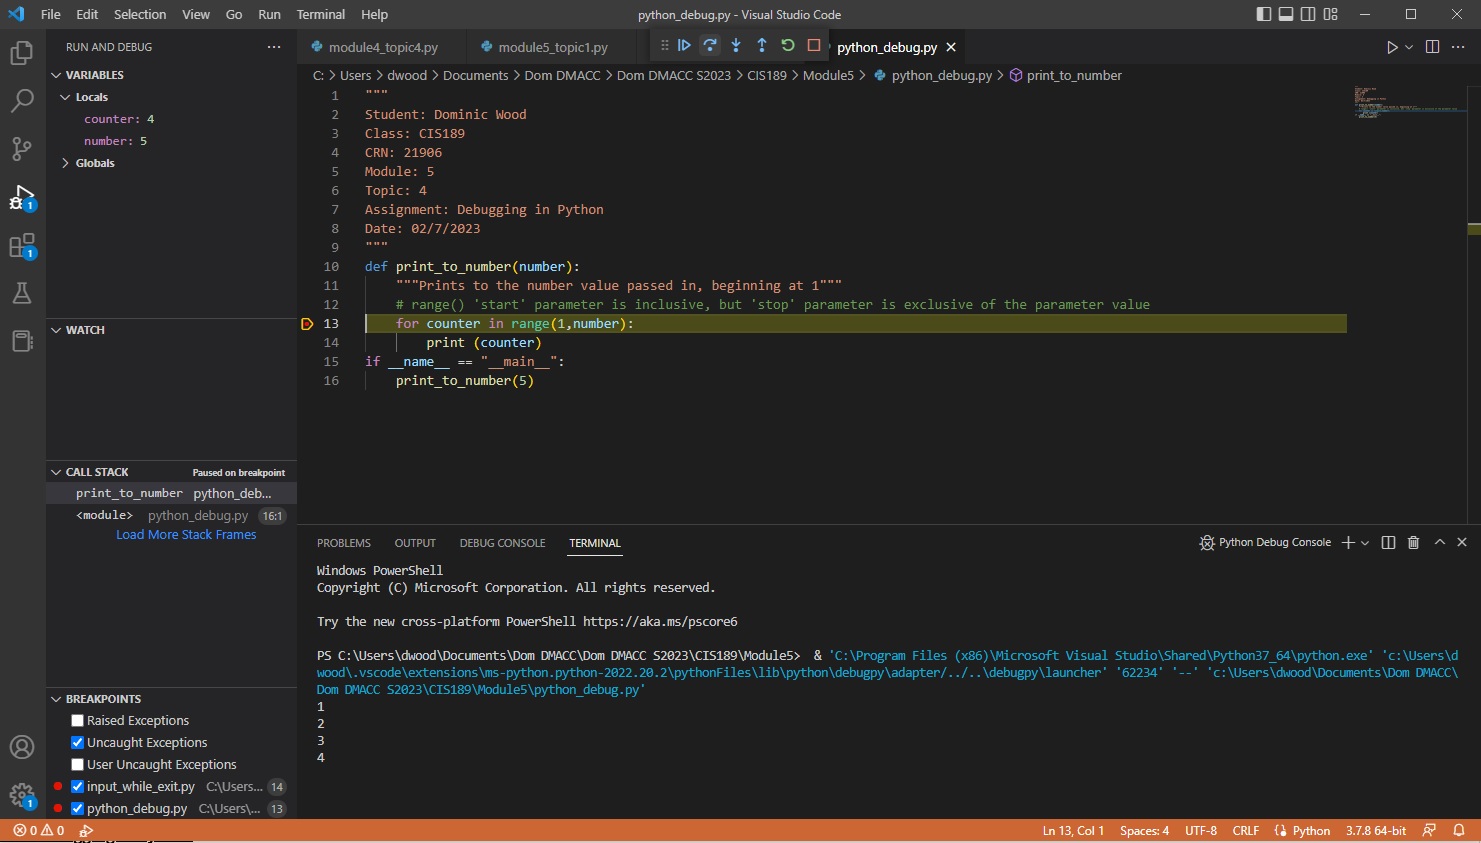 File Edit Selection View Go Run Terminal Help python_debug.py - Visual Studio Code
RUN AND DEBUG
module4_topic4.py module5_topic1.py python_debug.py
C: > Users > dwood > Documents > Dom DMACC > Dom DMACC S2023 > CIS189 > Module5 > python_debug.py > print_to_number
VARIABLES
Locals
counter: 4
number: 5
Globals
WATCH
CALL STACK Paused on breakpoint
print_to_number python_deb...
<module> python_debug.py 16:1
Load More Stack Frames
BREAKPOINTS
Raised Exceptions
Uncaught Exceptions
User Uncaught Exceptions
input_while_exit.py C:\Users... 14
python_debug.py C:\Users\... 13
1
1
1
1 """
2 Student: Dominic Wood
3 Class: CIS189
4 CRN: 21906
5 Module: 5
6 Topic: 4
7 Assignment: Debugging in Python
8 Date: 02/7/2023
9 """
10 def print_to_number(number):
11 """Prints to the number value passed in, beginning at 1"""
12 # range() 'start' parameter is inclusive, but 'stop' parameter is exclusive of the parameter value
13 for counter in range(1,number):
14 print (counter)
15 if __name__ == "__main__":
16 print_to_number(5)
PROBLEMS OUTPUT DEBUG CONSOLE TERMINAL Python Debug Console
Windows PowerShell
Copyright (C) Microsoft Corporation. All rights reserved.
Try the new cross-platform PowerShell https://aka.ms/pscore6
PS C:\Users\dwood\Documents\Dom DMACC\Dom DMACC S2023\CIS189\Module5>  & 'C:\Program Files (x86)\Microsoft Visual Studio\Shared\Python37_64\python.exe' 'c:\Users\d
wood\.vscode\extensions\ms-python.python-2022.20.2\pythonFiles\lib\python\debugpy\adapter/../..\debugpy\launcher' '62234' '--' 'c:\Users\dwood\Documents\Dom DMACC\
Dom DMACC S2023\CIS189\Module5\python_debug.py'
1
2
3
4
0 0 Ln 13, Col 1 Spaces: 4 UTF-8 CRLF Python 3.7.8 64-bit